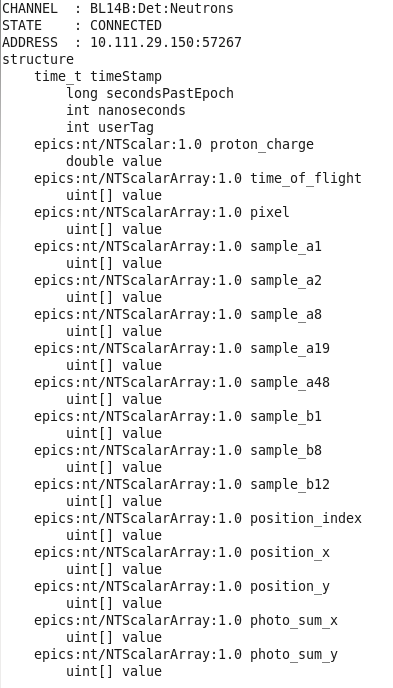 CHANNEL  : BL14B:Det:Neutrons
STATE    : CONNECTED
ADDRESS  : 10.111.29.150:57267
structure
    time_t timeStamp
        long secondsPastEpoch
        int nanoseconds
        int userTag
    epics:nt/NTScalar:1.0 proton_charge
        double value
    epics:nt/NTScalarArray:1.0 time_of_flight
        uint[] value
    epics:nt/NTScalarArray:1.0 pixel
        uint[] value
    epics:nt/NTScalarArray:1.0 sample_a1
        uint[] value
    epics:nt/NTScalarArray:1.0 sample_a2
        uint[] value
    epics:nt/NTScalarArray:1.0 sample_a8
        uint[] value
    epics:nt/NTScalarArray:1.0 sample_a19
        uint[] value
    epics:nt/NTScalarArray:1.0 sample_a48
        uint[] value
    epics:nt/NTScalarArray:1.0 sample_b1
        uint[] value
    epics:nt/NTScalarArray:1.0 sample_b8
        uint[] value
    epics:nt/NTScalarArray:1.0 sample_b12
        uint[] value
    epics:nt/NTScalarArray:1.0 position_index
        uint[] value
    epics:nt/NTScalarArray:1.0 position_x
        uint[] value
    epics:nt/NTScalarArray:1.0 position_y
        uint[] value
    epics:nt/NTScalarArray:1.0 photo_sum_x
        uint[] value
    epics:nt/NTScalarArray:1.0 photo_sum_y
        uint[] value